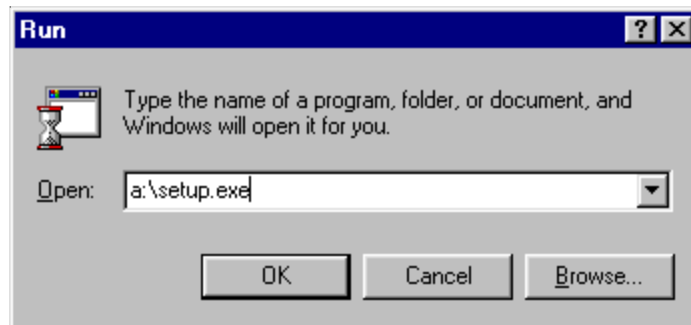 Run
Type the name of a program, folder, or document, and
Windows will open it for you.
Open: a:\setup.exe
OK Cancel Browse...